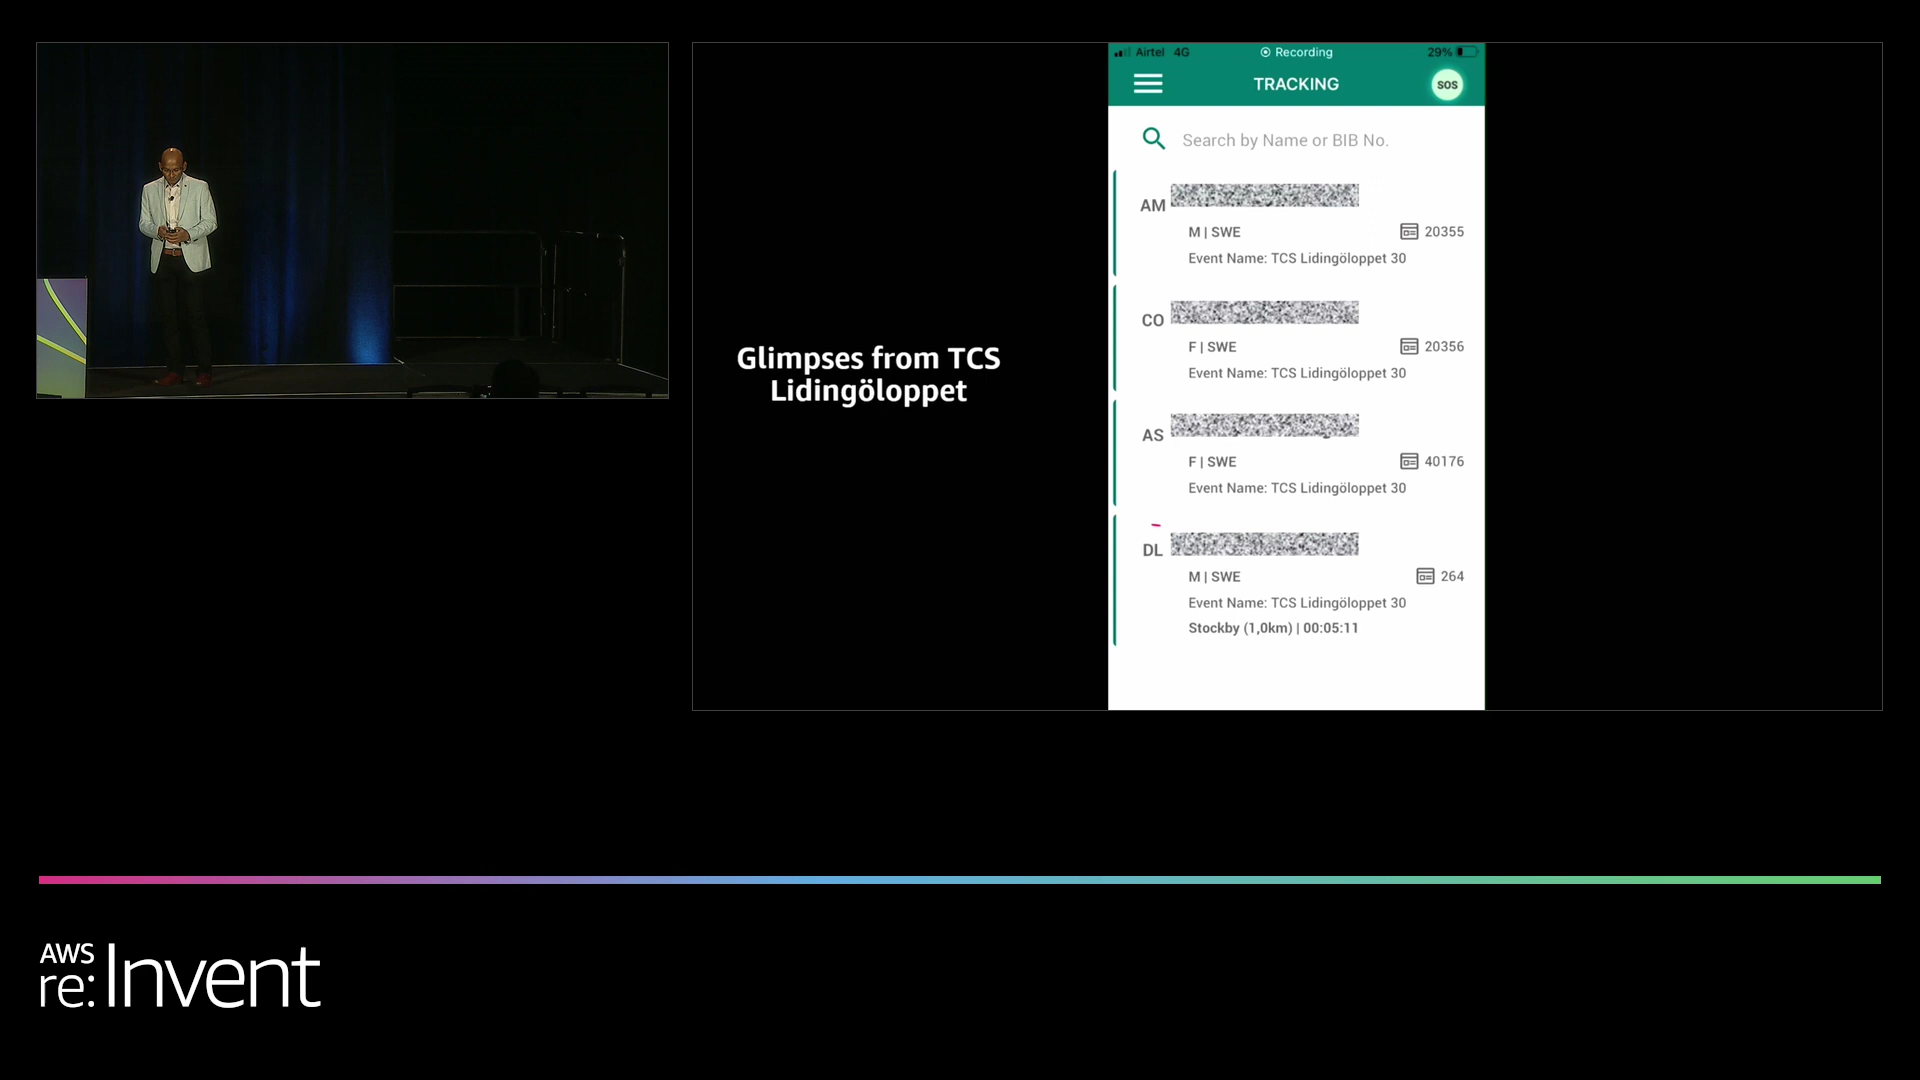 Glimpses from TCS
Lidingöloppet
Airtel 4G Recording 29%
TRACKING
SOS
Search by Name or BIB No.
AM
M | SWE 20355
Event Name: TCS Lidingöloppet 30
CO
F | SWE 20356
Event Name: TCS Lidingöloppet 30
AS
F | SWE 40176
Event Name: TCS Lidingöloppet 30
DL
M | SWE 264
Event Name: TCS Lidingöloppet 30
Stockby (1,0km) | 00:05:11
AWS
re:Invent